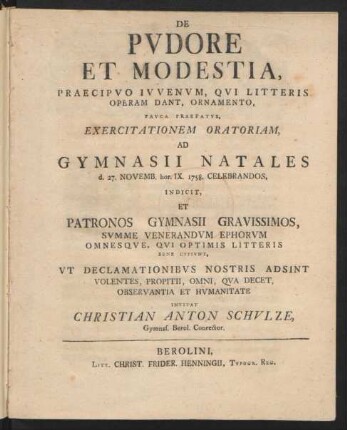 DE
PVDORE
ET MODESTIA,
PRAECIPVO IVVENVM, QVI LITTERIS
OPERAM DANT, ORNAMENTO,
PAVCA PRAEFATVS,
EXERCITATIONEM ORATORIAM,
AD
GYMNASII NATALES
d. 27. NOVEMB. hor. IX. 1758. CELEBRANDOS,
INDICIT,
ET
PATRONOS GYMNASII GRAVISSIMOS,
SVMME VENERANDVM EPHORVM
OMNESQVE, QVI OPTIMIS LITTERIS
BENE CVPIVNT,
VT DECLAMATIONIBVS NOSTRIS ADSINT
VOLENTES, PROPITII, OMNI, QVA DECET,
OBSERVANTIA ET HVMANITATE
INVITAT
CHRISTIAN ANTON SCHVLZE,
Gymnas. Berol. Conrector.
BEROLINI,
LITT. CHRIST. FRIDER. HENNINGII, TYPOGR. REG.